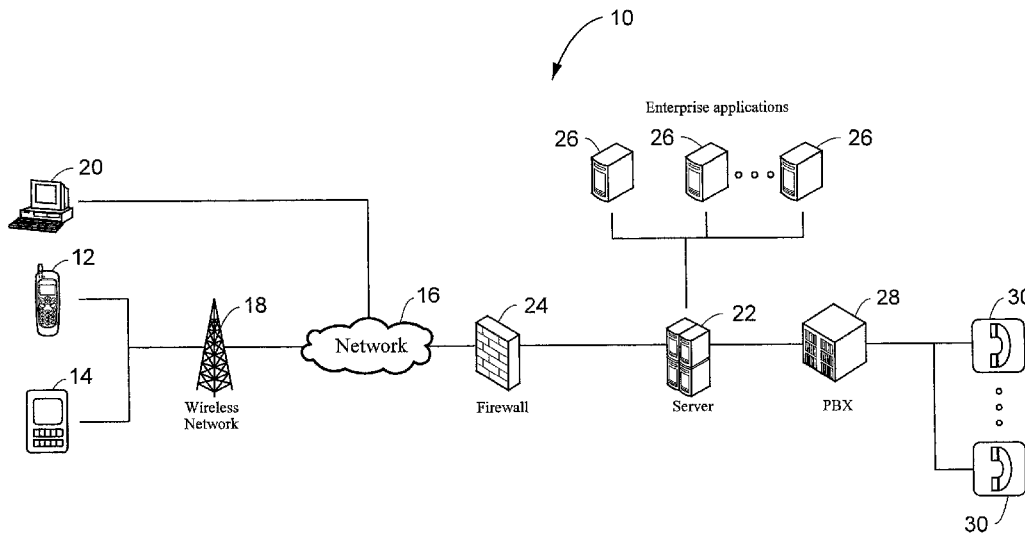 10
Enterprise applications
26
26
26
20
12
18
16
24
22
28
30
Network
14
Wireless
Network
Firewall
Server
PBX
30